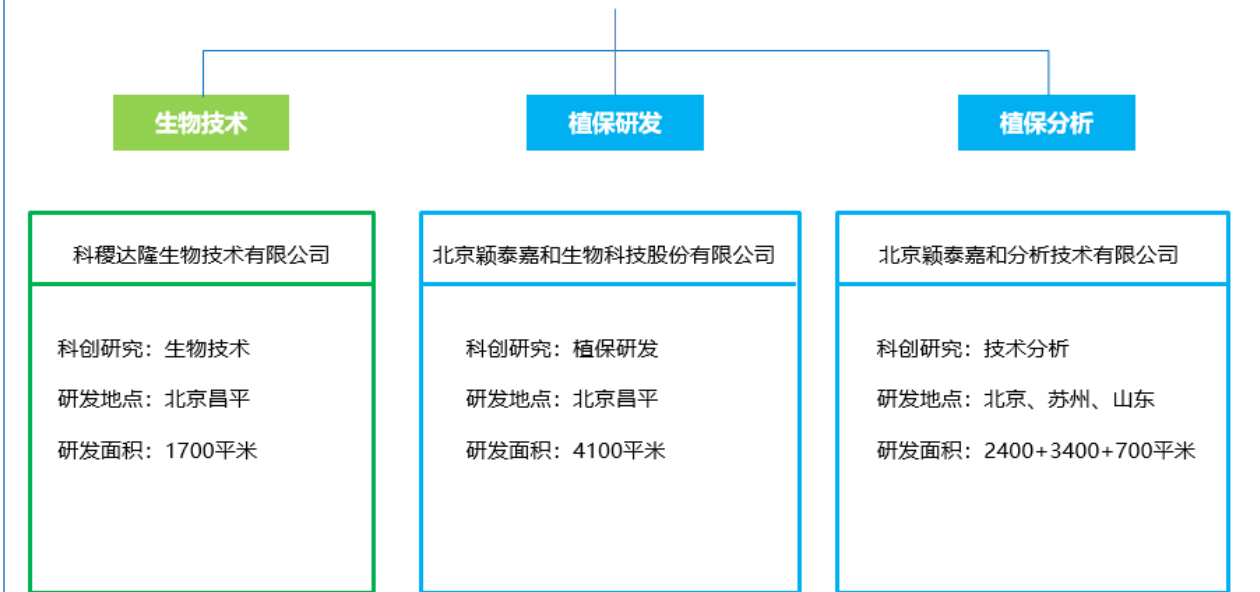 生物技术
植保研发
植保分析
科稷达隆生物技术有限公司
科创研究：生物技术
研发地点：北京昌平
研发面积：1700平米
北京颖泰嘉和生物科技股份有限公司
科创研究：植保研发
研发地点：北京昌平
研发面积：4100平米
北京颖泰嘉和分析技术有限公司
科创研究：技术分析
研发地点：北京、苏州、山东
研发面积：2400+3400+700平米